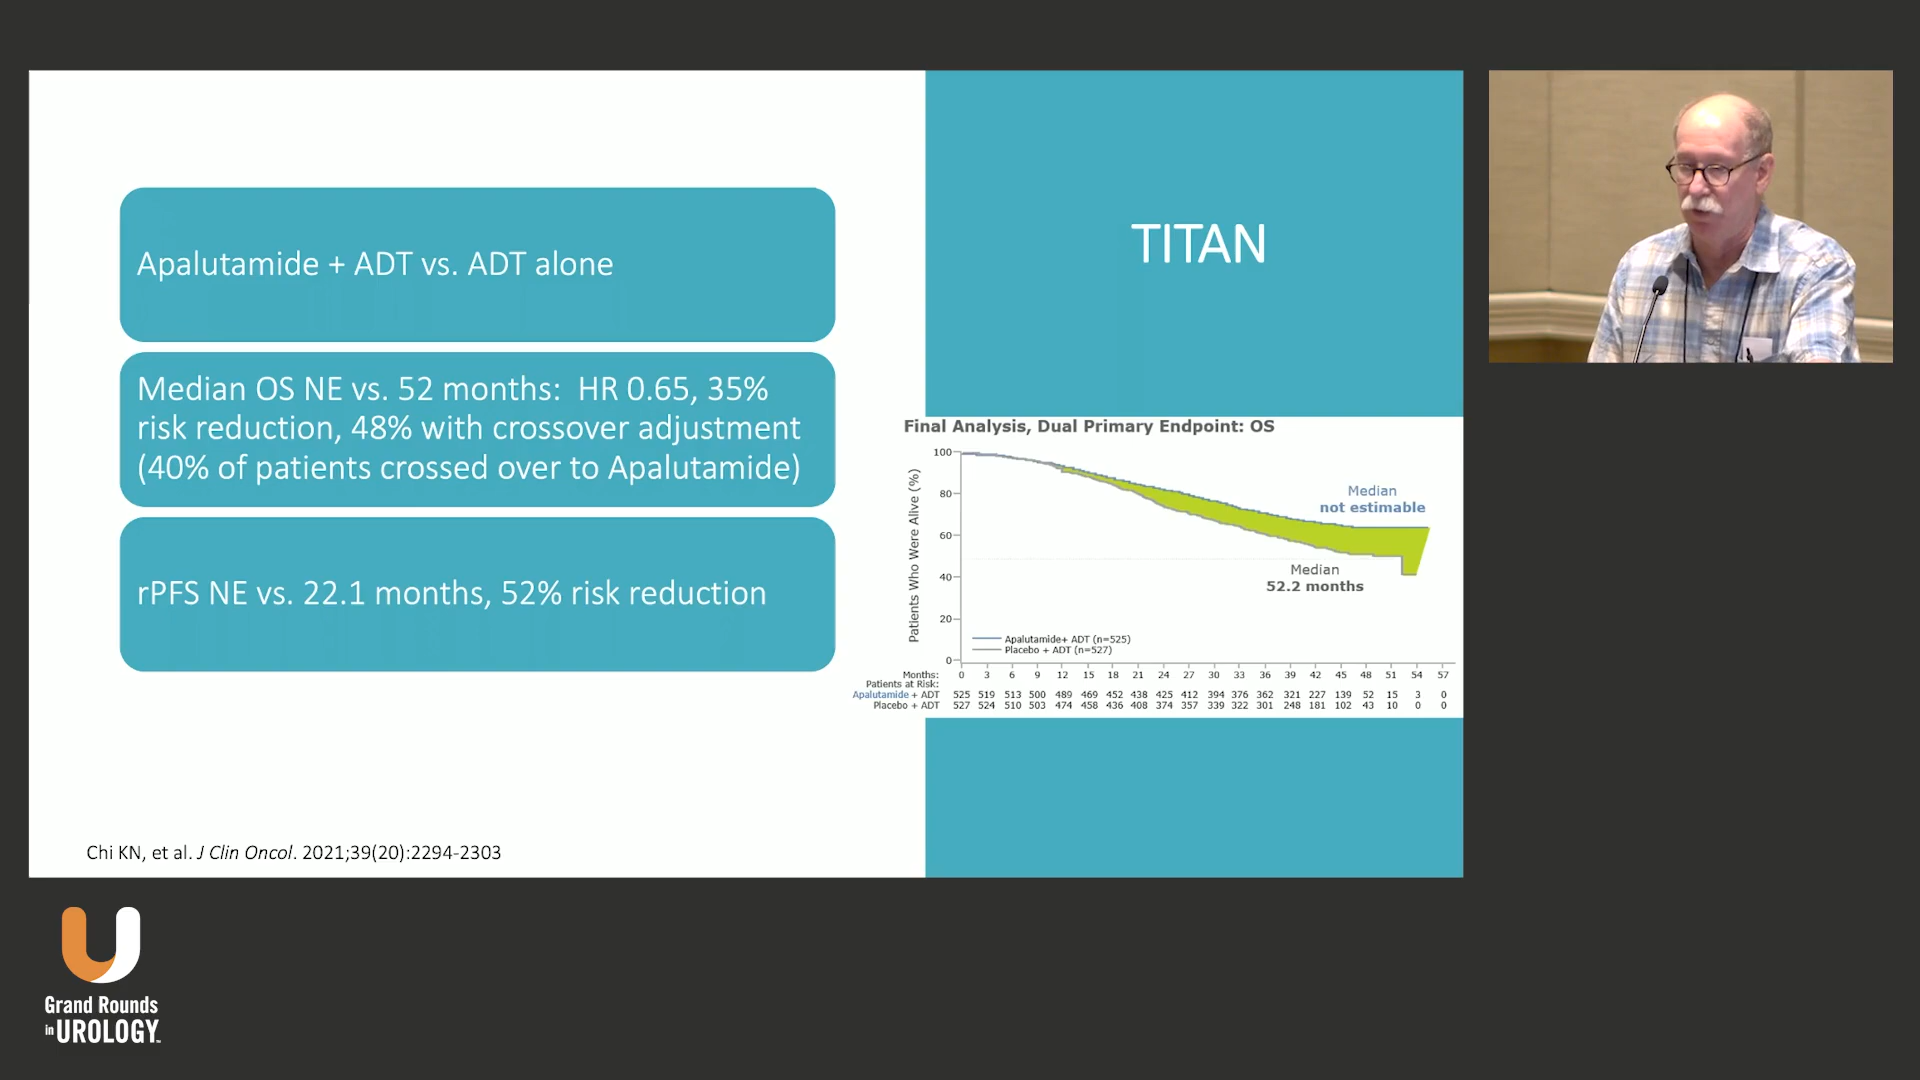 Apalutamide + ADT vs. ADT alone
Median OS NE vs. 52 months: HR 0.65, 35%
risk reduction, 48% with crossover adjustment
(40% of patients crossed over to Apalutamide)
rPFS NE vs. 22.1 months, 52% risk reduction
Chi KN, et al. J Clin Oncol. 2021;39(20):2294-2303
TITAN
Final Analysis, Dual Primary Endpoint: OS
Patients Who Were Alive (%)
100
80
60
40
20
0
Median
not estimable
Median
52.2 months
Apalutamide+ ADT (n=525)
Placebo + ADT (n=527)
Months: 0 3 6 9 12 15 18 21 24 27 30 33 36 39 42 45 48 51 54 57
Patients at Risk:
Apalutamide + ADT 525 519 513 500 489 469 452 438 425 412 394 376 362 321 227 139 52 15 3 0
Placebo + ADT 527 524 510 503 474 458 436 408 374 357 339 322 301 248 181 102 43 10 0 0
Grand Rounds
in UROLOGY™